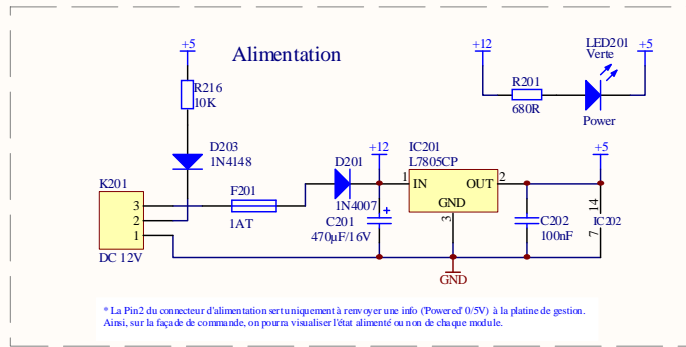 Alimentation
+5
R216
10K
D203
1N4148
K201
3
2
1
DC 12V
F201
1AT
D201
1N4007
+12
C201
470µF/16V
+
IC201
L7805CP
1
IN
OUT
2
GND
3
GND
C202
100nF
+5
14
IC202
7
+12
R201
680R
LED201
Verte
+5
Power
* La Pin2 du connecteur d'alimentation sert uniquement à renvoyer une info ('Powered' 0/5V) à la platine de gestion.
Ainsi, sur la façade de commande, on pourra visualiser l'état alimenté ou non de chaque module.